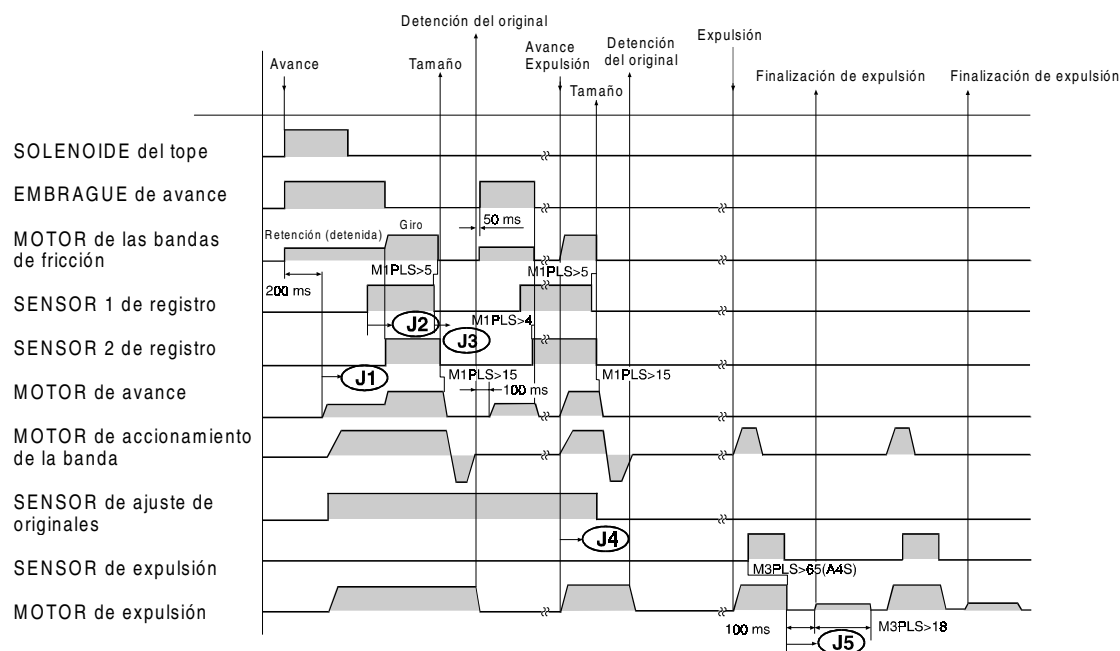 Detención del original
Avance
Tamaño
Avance
Expulsión
Detención
del original
Tamaño
Expulsión
Finalización de expulsión
Finalización de expulsión
SOLENOIDE del tope
EMBRAGUE de avance
50 ms
MOTOR de las bandas
de fricción
Retención (detenida)
Giro
M1PLS>5
M1PLS>5
200 ms
SENSOR 1 de registro
J2
J3
M1PLS>4
SENSOR 2 de registro
J1
M1PLS>15
M1PLS>15
100 ms
MOTOR de avance
MOTOR de accionamiento
de la banda
SENSOR de ajuste de
originales
J4
SENSOR de expulsión
M3PLS>65(A4S)
MOTOR de expulsión
100 ms
M3PLS>18
J5